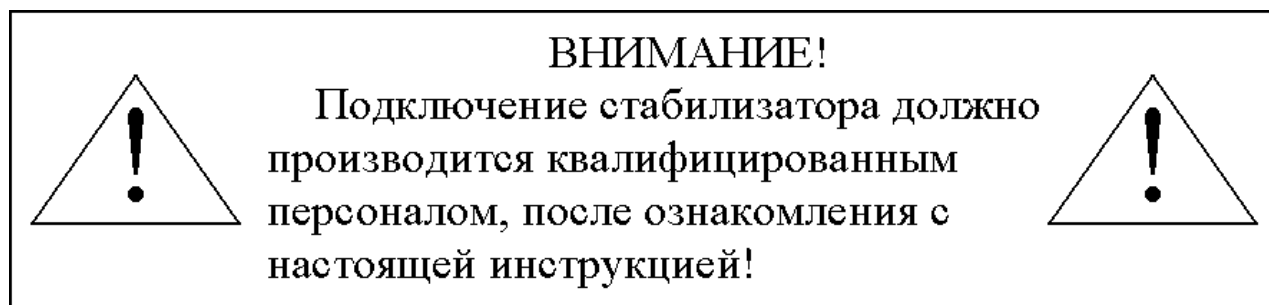 ВНИМАНИЕ!
Подключение стабилизатора должно
производится квалифицированным
персоналом, после ознакомления с
настоящей инструкцией!